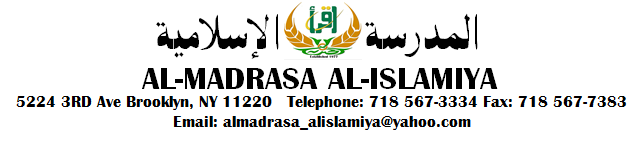 المدرسة اقرأ الإسلامية
AL-MADRASA AL-ISLAMIYA
5224 3RD Ave Brooklyn, NY 11220 Telephone: 718 567-3334 Fax: 718 567-7383
Email: almadrasa_alislamiya@yahoo.com